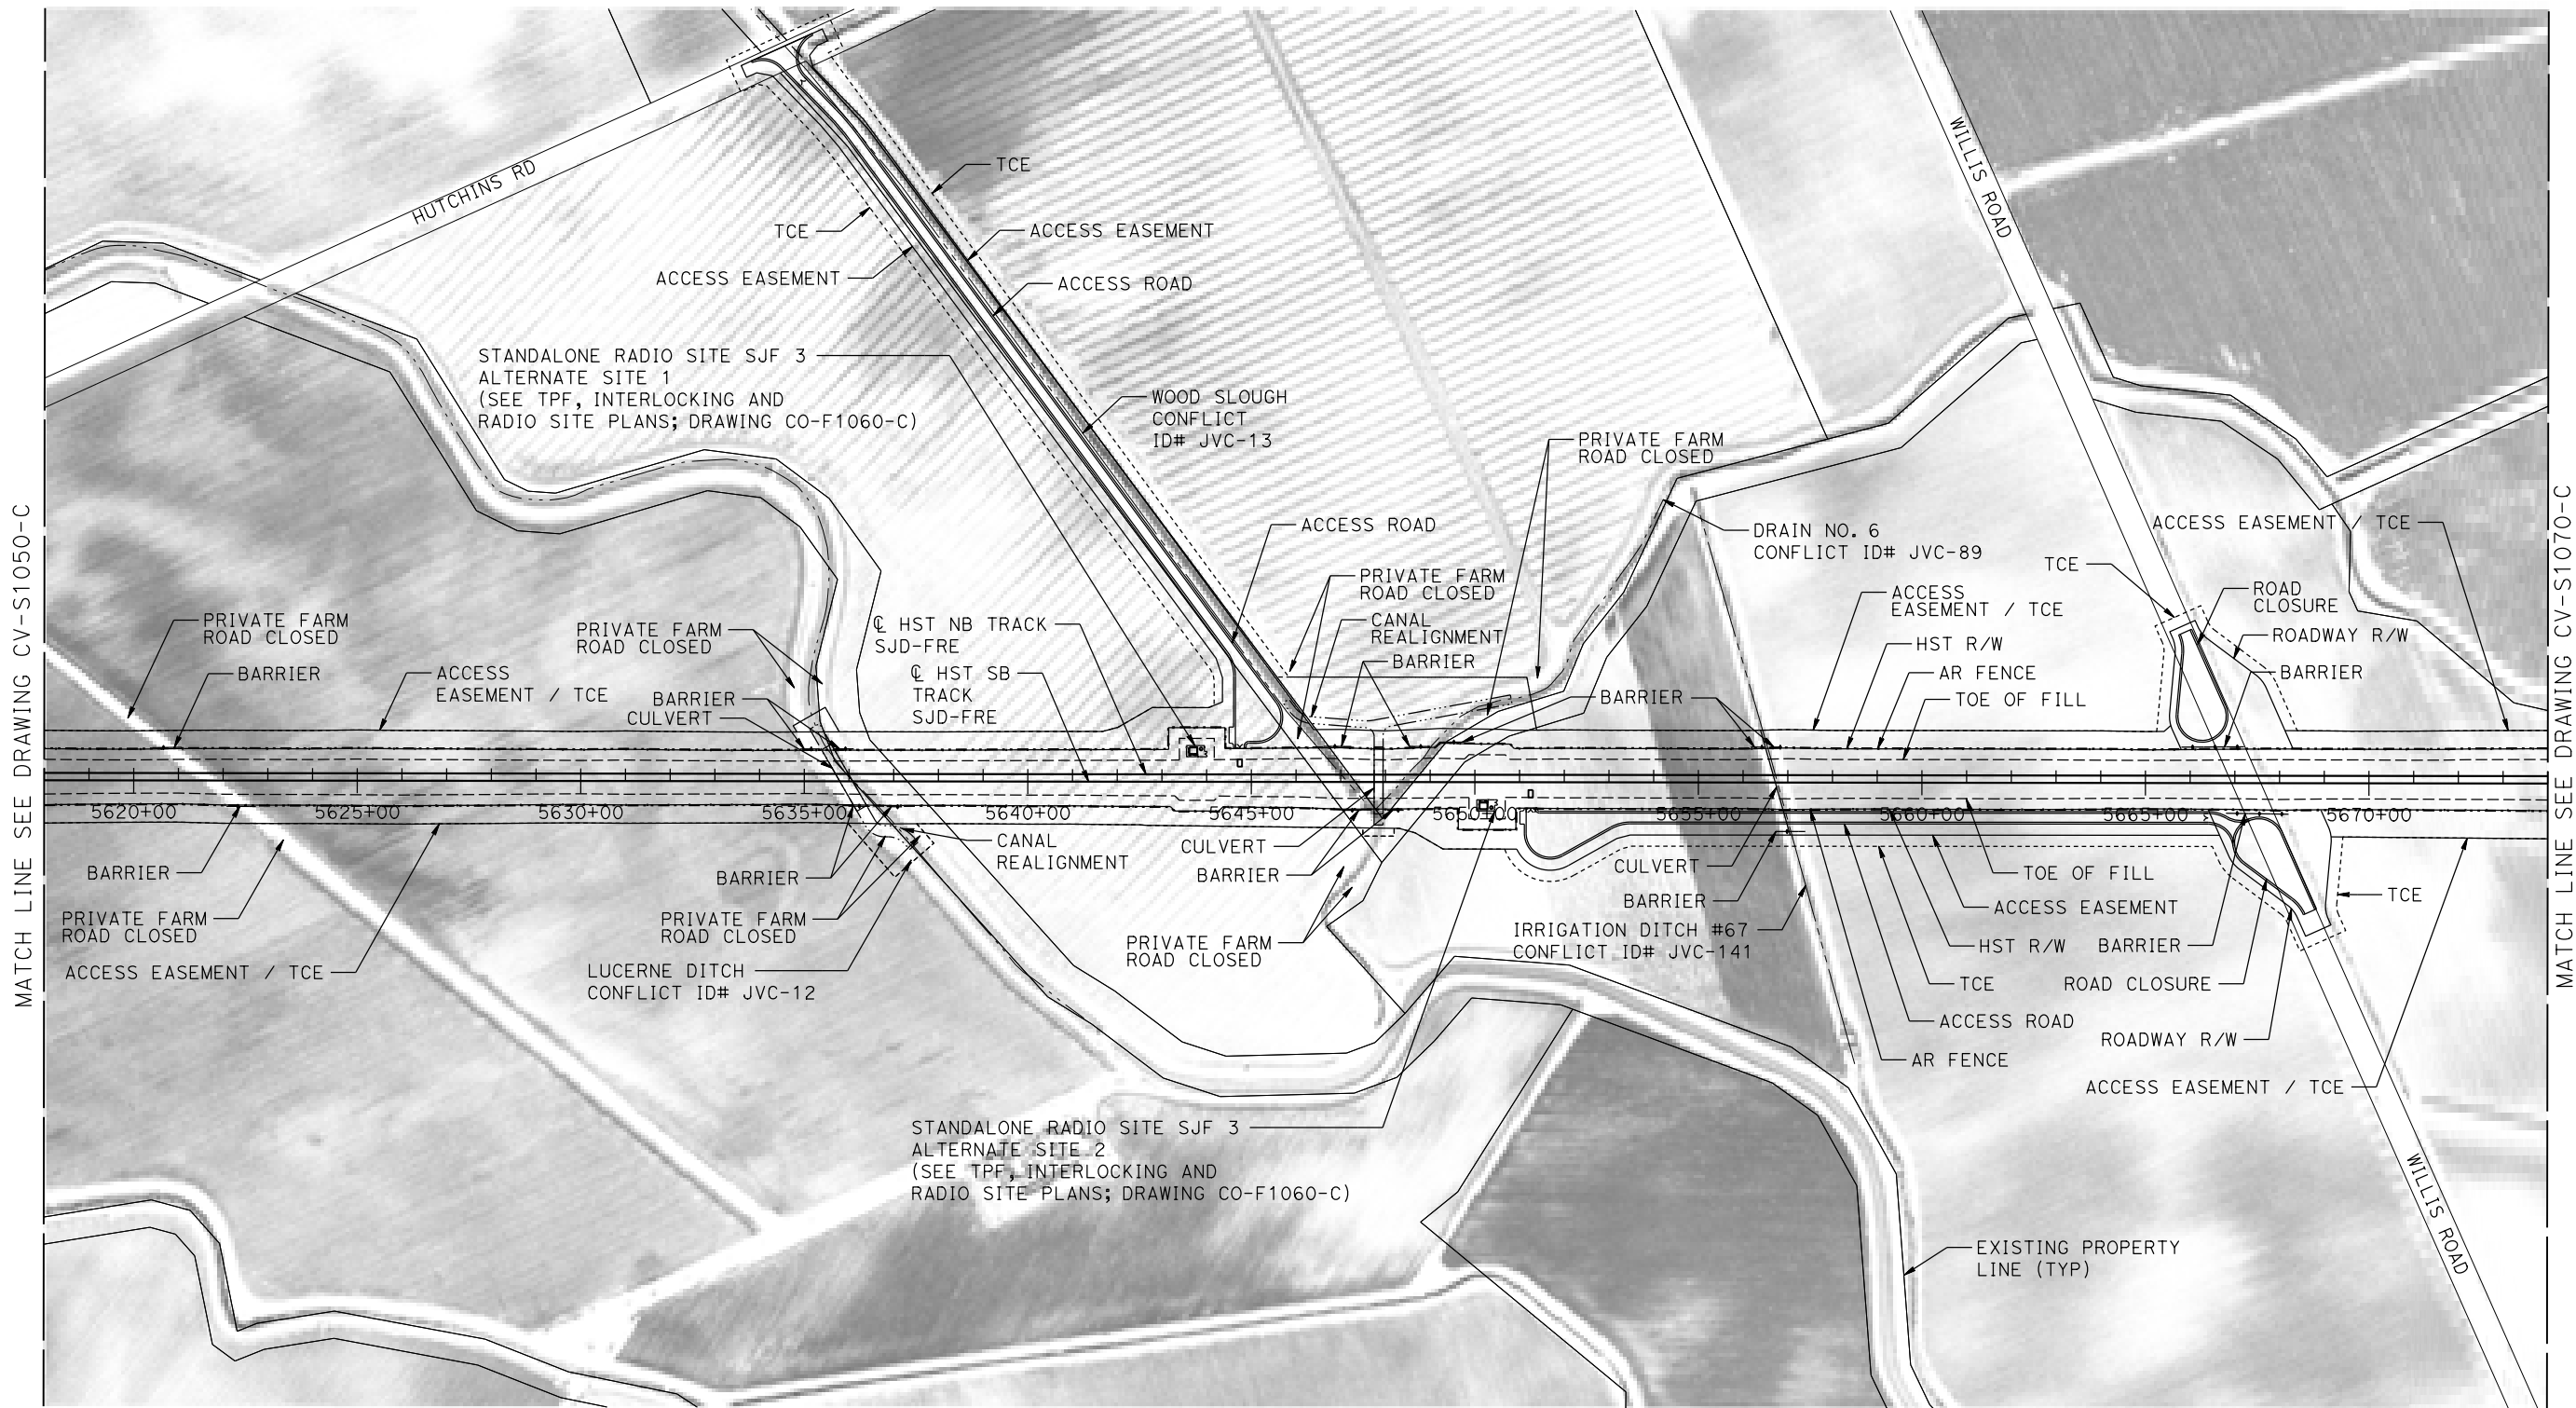 WILLIS ROAD
HUTCHINS RD
TCE
TCE
ACCESS EASEMENT
ACCESS EASEMENT
ACCESS ROAD
STANDALONE RADIO SITE SJF 3
ALTERNATE SITE 1
(SEE TPF, INTERLOCKING AND
RADIO SITE PLANS; DRAWING CO-F1060-C)
WOOD SLOUGH
CONFLICT
ID# JVC-13
PRIVATE FARM
ROAD CLOSED
ACCESS ROAD
DRAIN NO. 6
CONFLICT ID# JVC-89
ACCESS EASEMENT / TCE
TCE
ROAD
CLOSURE
ROADWAY R/W
BARRIER
MATCH LINE SEE DRAWING CV-S1050-C
MATCH LINE SEE DRAWING CV-S1070-C
PRIVATE FARM
ROAD CLOSED
BARRIER
ACCESS
EASEMENT / TCE
PRIVATE FARM
ROAD CLOSED
BARRIER
CULVERT
℄ HST NB TRACK
SJD-FRE
℄ HST SB
TRACK
SJD-FRE
PRIVATE FARM
ROAD CLOSED
CANAL
REALIGNMENT
BARRIER
BARRIER
ACCESS
EASEMENT / TCE
HST R/W
AR FENCE
TOE OF FILL
5620+00
5625+00
5630+00
5635+00
5640+00
5645+00
5650+00
5655+00
5660+00
5665+00
5670+00
BARRIER
PRIVATE FARM
ROAD CLOSED
ACCESS EASEMENT / TCE
BARRIER
PRIVATE FARM
ROAD CLOSED
LUCERNE DITCH
CONFLICT ID# JVC-12
CANAL
REALIGNMENT
CULVERT
BARRIER
PRIVATE FARM
ROAD CLOSED
CULVERT
BARRIER
IRRIGATION DITCH #67
CONFLICT ID# JVC-141
TOE OF FILL
ACCESS EASEMENT
HST R/W
TCE
ACCESS ROAD
AR FENCE
BARRIER
ROAD CLOSURE
ROADWAY R/W
TCE
ACCESS EASEMENT / TCE
STANDALONE RADIO SITE SJF 3
ALTERNATE SITE 2
(SEE TPF, INTERLOCKING AND
RADIO SITE PLANS; DRAWING CO-F1060-C)
EXISTING PROPERTY
LINE (TYP)
WILLIS ROAD